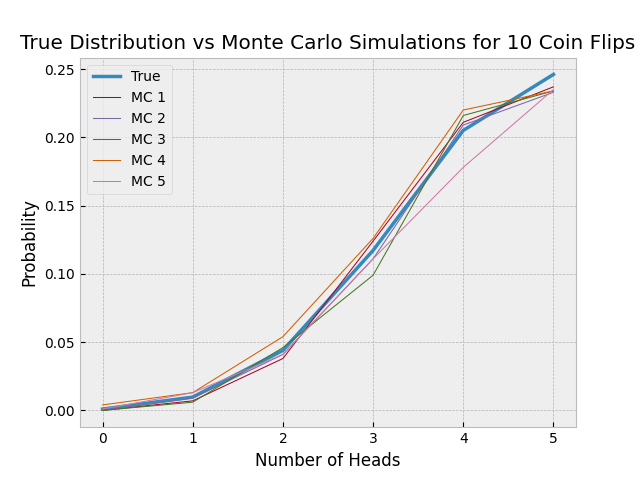 True Distribution vs Monte Carlo Simulations for 10 Coin Flips
True
MC 1
MC 2
MC 3
MC 4
MC 5
0.25
0.20
0.15
0.10
0.05
0.00
Probability
0 1 2 3 4 5
Number of Heads